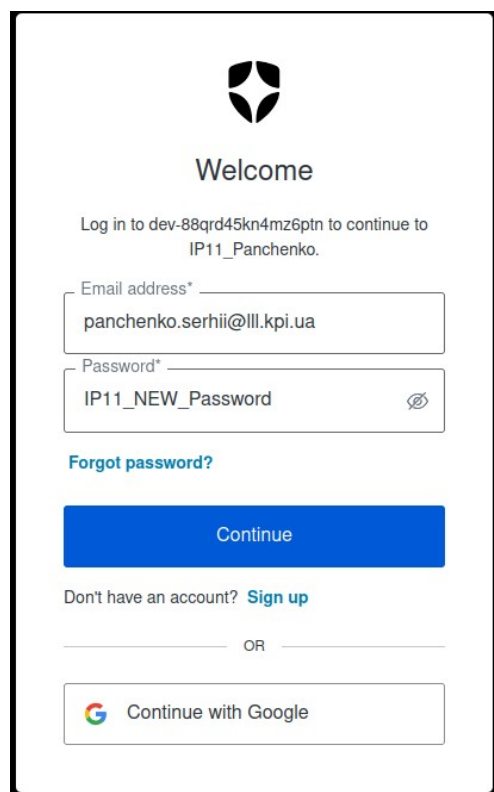 Welcome
Log in to dev-88qrd45kn4mz6ptn to continue to
IP11_Panchenko.
Email address*
panchenko.serhii@lll.kpi.ua
Password*
IP11_NEW_Password
Forgot password?
Continue
Don't have an account? Sign up
OR
Continue with Google